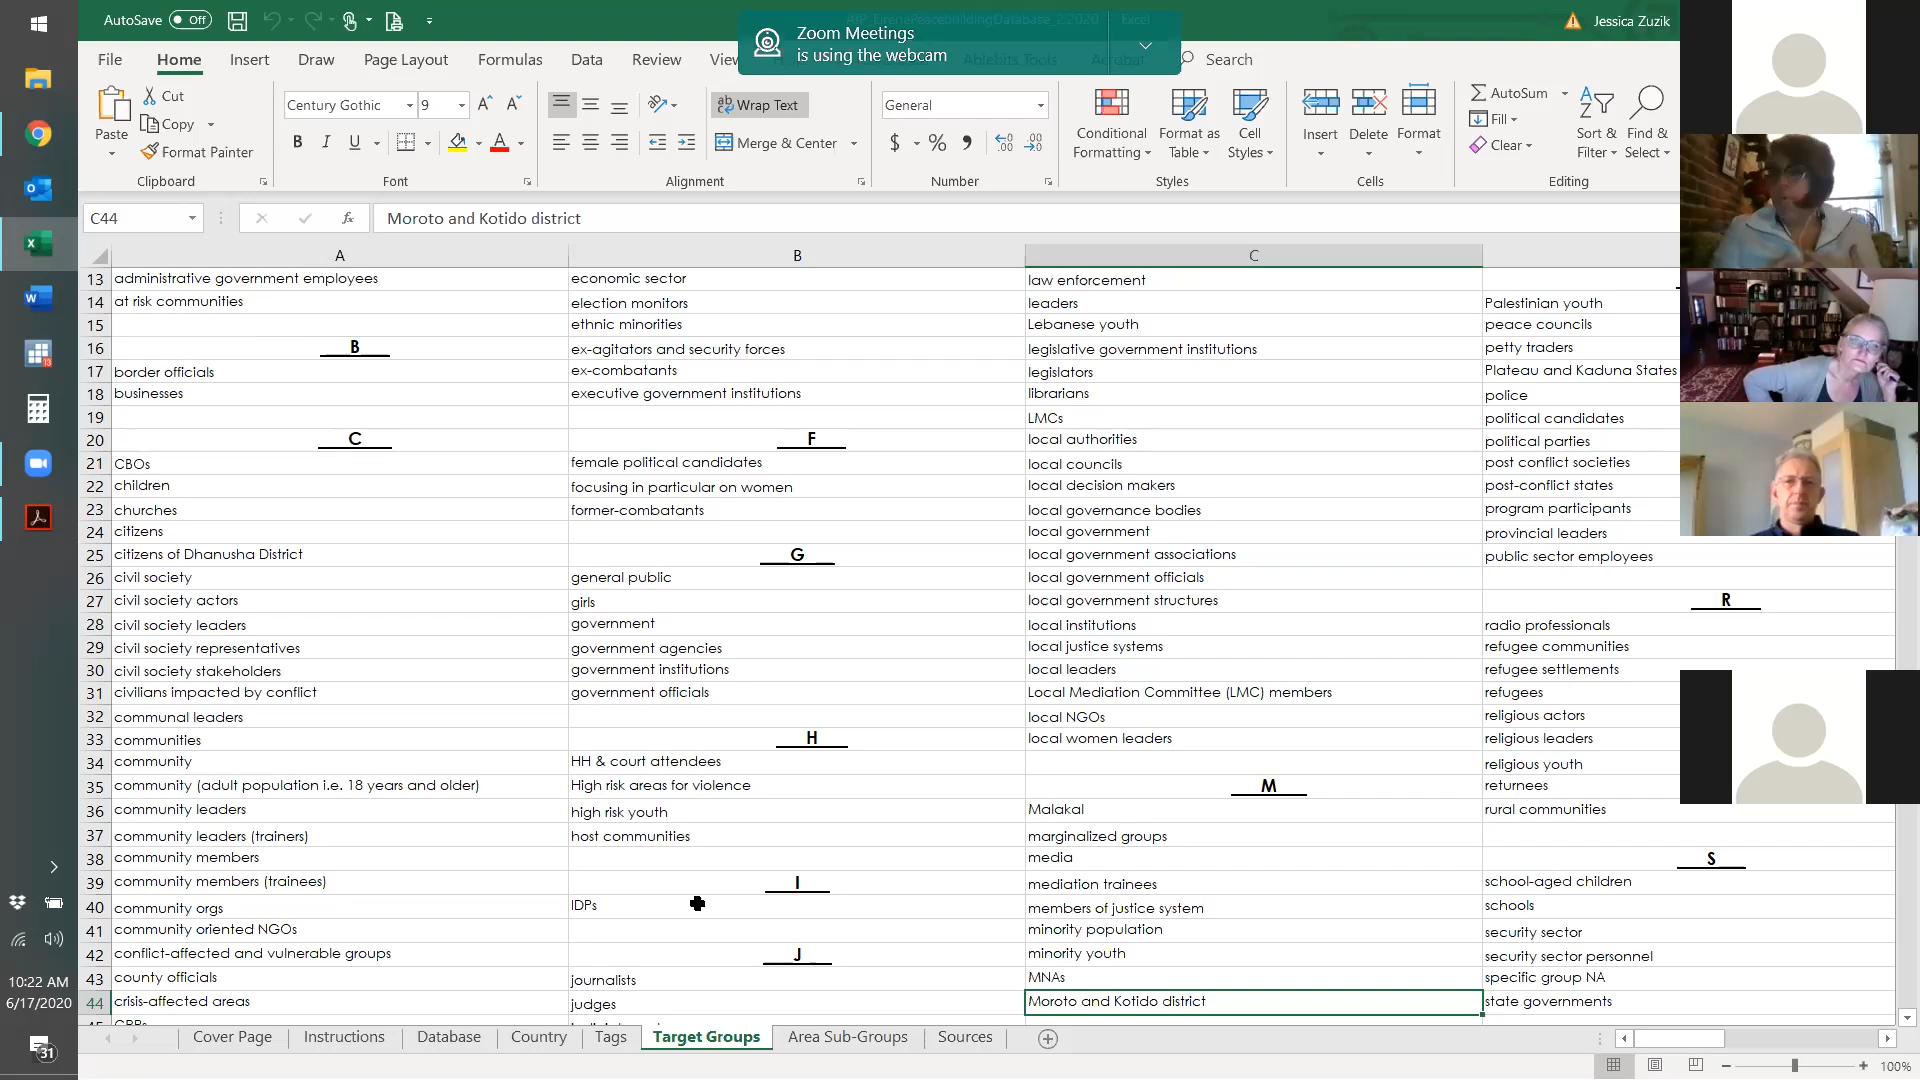 AutoSave Off
AIP_EirenePeacebuildingDatabase_2.2020 - Excel
Jessica Zuzik
Zoom Meetings
is using the webcam
File Home Insert Draw Page Layout Formulas Data Review View Ablebits Tools Acrobat Search
Paste
Cut
Copy
Format Painter
Clipboard
Century Gothic 9
B I U
Font
Wrap Text
Merge & Center
Alignment
General
$ % ,
Number
Conditional Formatting
Format as Table
Cell Styles
Styles
Insert Delete Format
Cells
AutoSum
Fill
Clear
Sort & Filter
Find & Select
Editing
C44 fx Moroto and Kotido district
A B C
13 administrative government employees economic sector law enforcement
14 at risk communities election monitors leaders Palestinian youth
15 ethnic minorities Lebanese youth peace councils
16 B ex-agitators and security forces legislative government institutions petty traders
17 border officials ex-combatants legislators Plateau and Kaduna States
18 businesses executive government institutions librarians police
19 LMCs political candidates
20 C F local authorities political parties
21 CBOs female political candidates local councils post conflict societies
22 children focusing in particular on women local decision makers post-conflict states
23 churches former-combatants local governance bodies program participants
24 citizens local government provincial leaders
25 citizens of Dhanusha District G local government associations public sector employees
26 civil society general public local government officials
27 civil society actors girls local government structures R
28 civil society leaders government local institutions radio professionals
29 civil society representatives government agencies local justice systems refugee communities
30 civil society stakeholders government institutions local leaders refugee settlements
31 civilians impacted by conflict government officials Local Mediation Committee (LMC) members refugees
32 communal leaders local NGOs religious actors
33 communities H local women leaders religious leaders
34 community HH & court attendees religious youth
35 community (adult population i.e. 18 years and older) High risk areas for violence M returnees
36 community leaders high risk youth Malakal rural communities
37 community leaders (trainers) host communities marginalized groups
38 community members media S
39 community members (trainees) I mediation trainees school-aged children
40 community orgs IDPs members of justice system schools
41 community oriented NGOs minority population security sector
42 conflict-affected and vulnerable groups J minority youth security sector personnel
43 county officials journalists MNAs specific group NA
44 crisis-affected areas judges Moroto and Kotido district state governments
Cover Page Instructions Database Country Tags Target Groups Area Sub-Groups Sources
100%
10:22 AM
6/17/2020
31